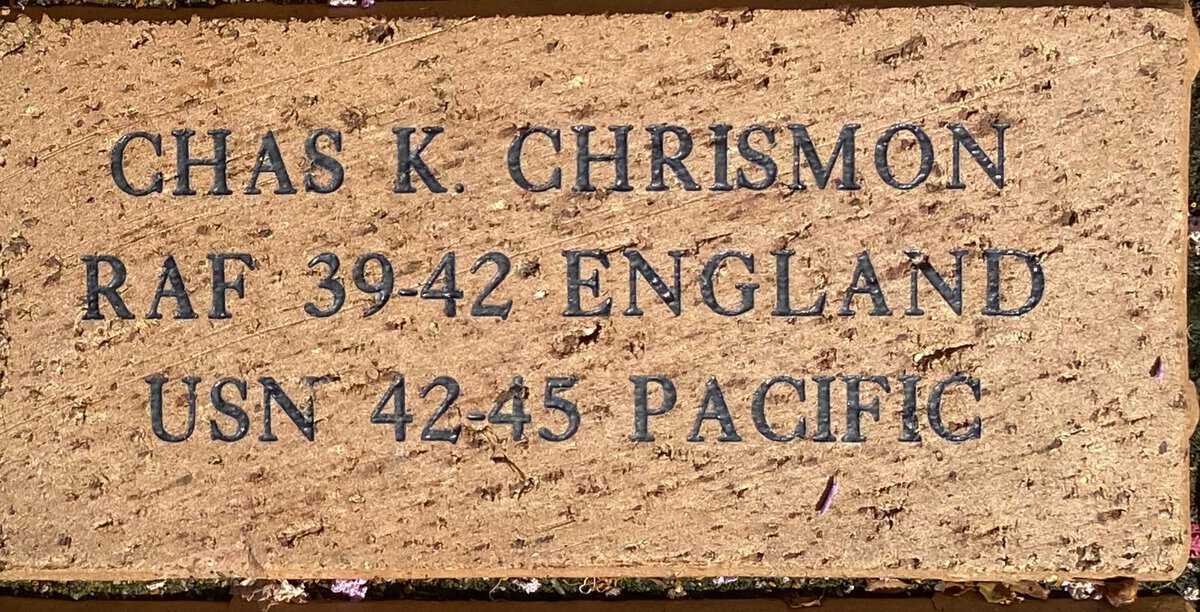 CHAS K. CHRISMON
RAF 39-42 ENGLAND
USN 42-45 PACIFIC